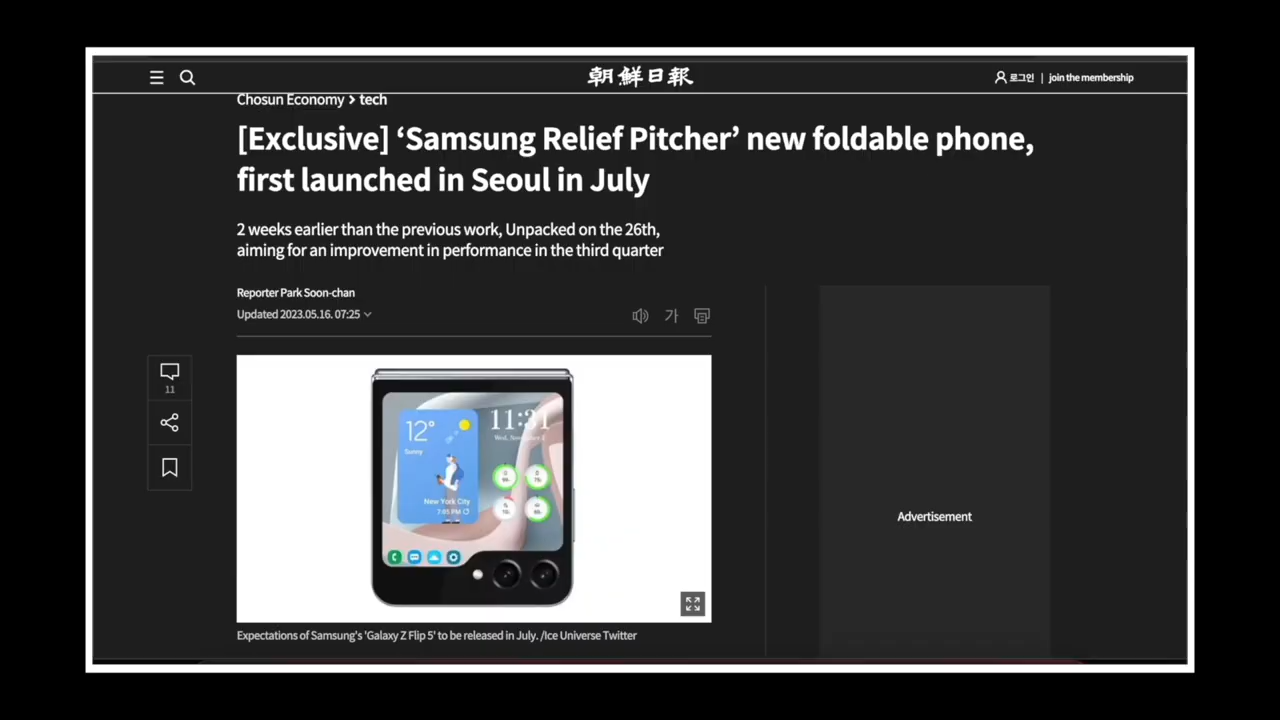 朝鮮日報
로그인 | join the membership
Chosun Economy > tech
[Exclusive] ‘Samsung Relief Pitcher’ new foldable phone,
first launched in Seoul in July
2 weeks earlier than the previous work, Unpacked on the 26th,
aiming for an improvement in performance in the third quarter
Reporter Park Soon-chan
Updated 2023.05.16. 07:25
가
11
12°
Sunny
New York City
7:05 PM
11:31
Advertisement
Expectations of Samsung's 'Galaxy Z Flip 5' to be released in July. /Ice Universe Twitter